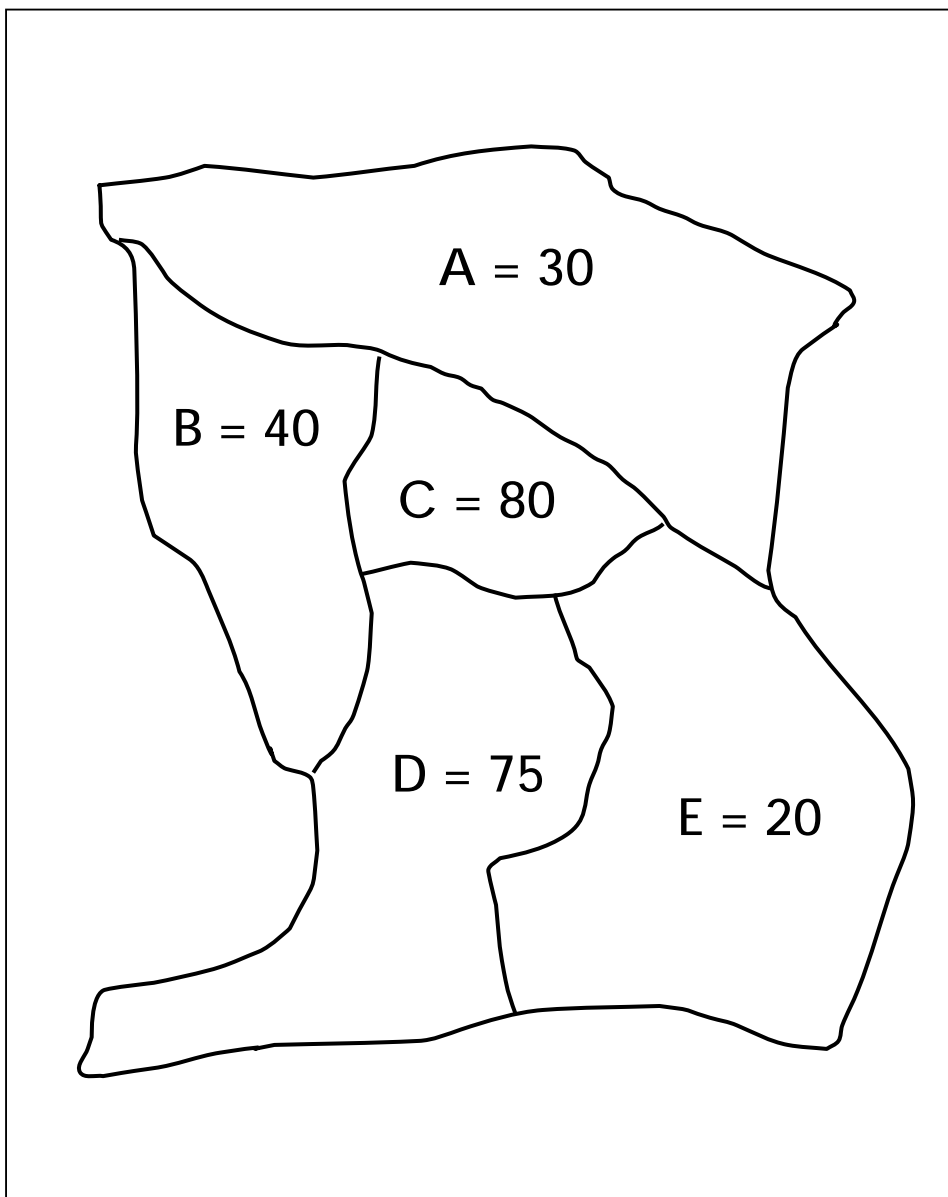 A = 30
B = 40
C = 80
D = 75
E = 20